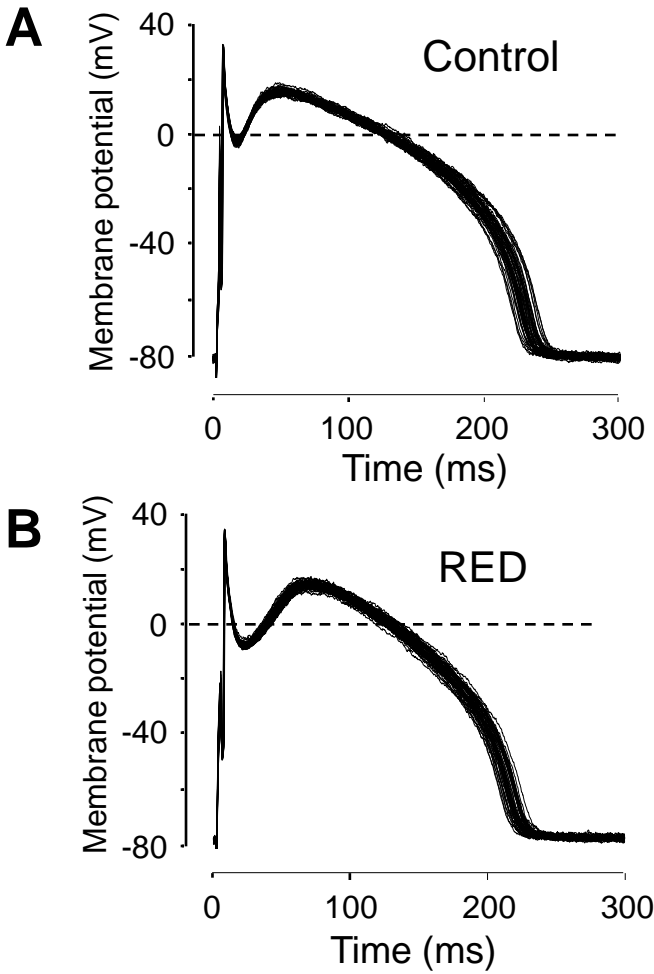 A
Control
Membrane potential (mV)
40
0
-40
-80
0 100 200 300
Time (ms)
B
RED
Membrane potential (mV)
40
0
-40
-80
0 100 200 300
Time (ms)